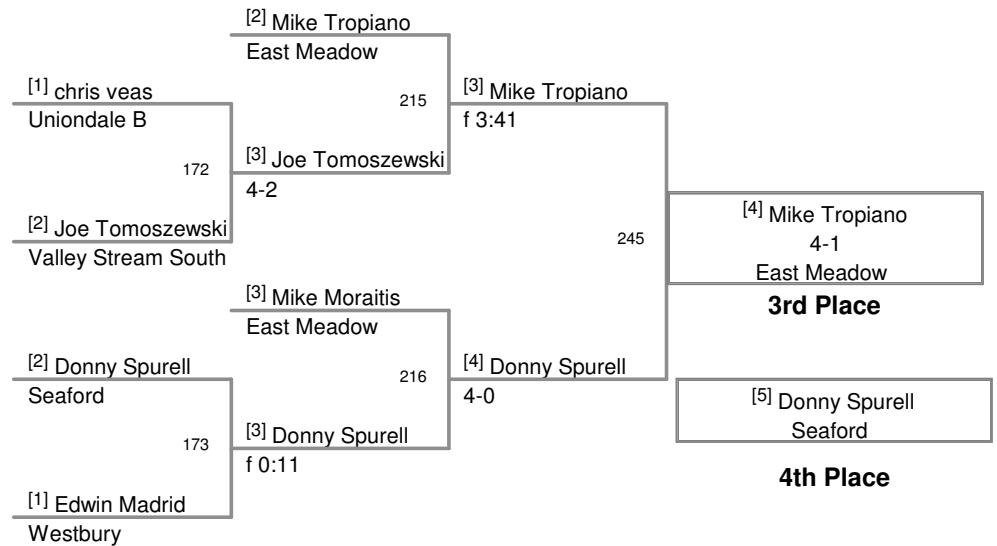 [2] Mike Tropiano
East Meadow
[1] chris veas
Uniondale B
215
[3] Mike Tropiano
f 3:41
172
[3] Joe Tomoszewski
4-2
[2] Joe Tomoszewski
Valley Stream South
245
[4] Mike Tropiano
4-1
East Meadow
3rd Place
[3] Mike Moraitis
East Meadow
[2] Donny Spurell
Seaford
216
[4] Donny Spurell
4-0
[5] Donny Spurell
Seaford
4th Place
173
[3] Donny Spurell
f 0:11
[1] Edwin Madrid
Westbury